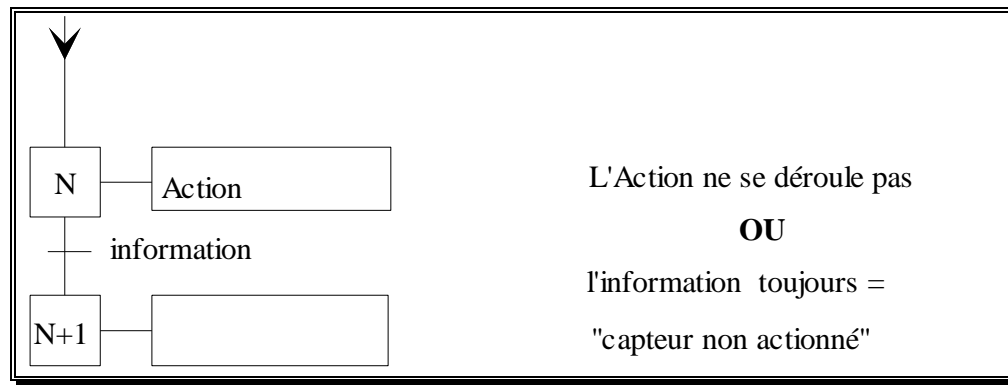 N
Action
information
N+1
L'Action ne se déroule pas
OU
l'information toujours =
"capteur non actionné"